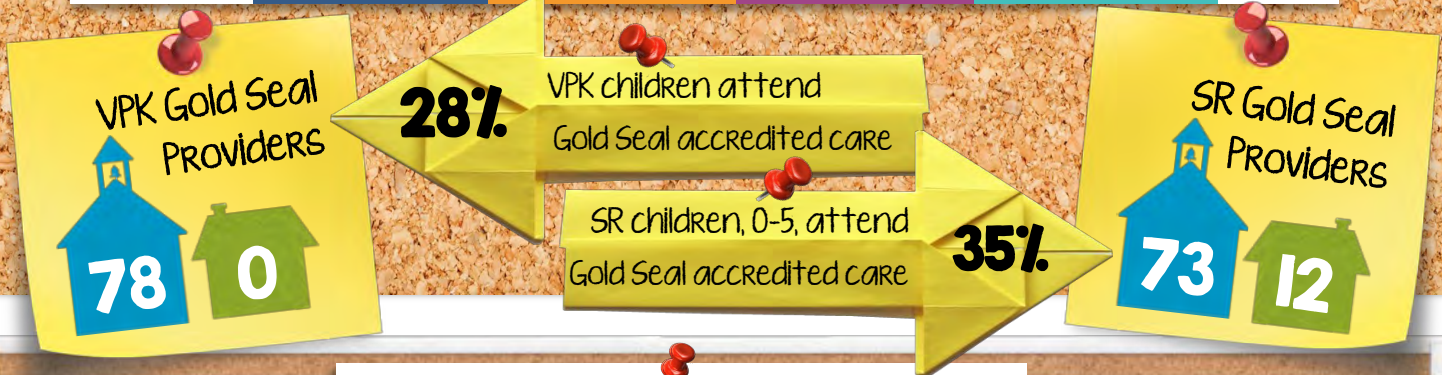 VPK Gold Seal
Providers
78 0
28%
VPK children attend
Gold Seal accredited care
SR children, 0-5, attend
Gold Seal accredited care
35%
SR Gold Seal
Providers
73 12